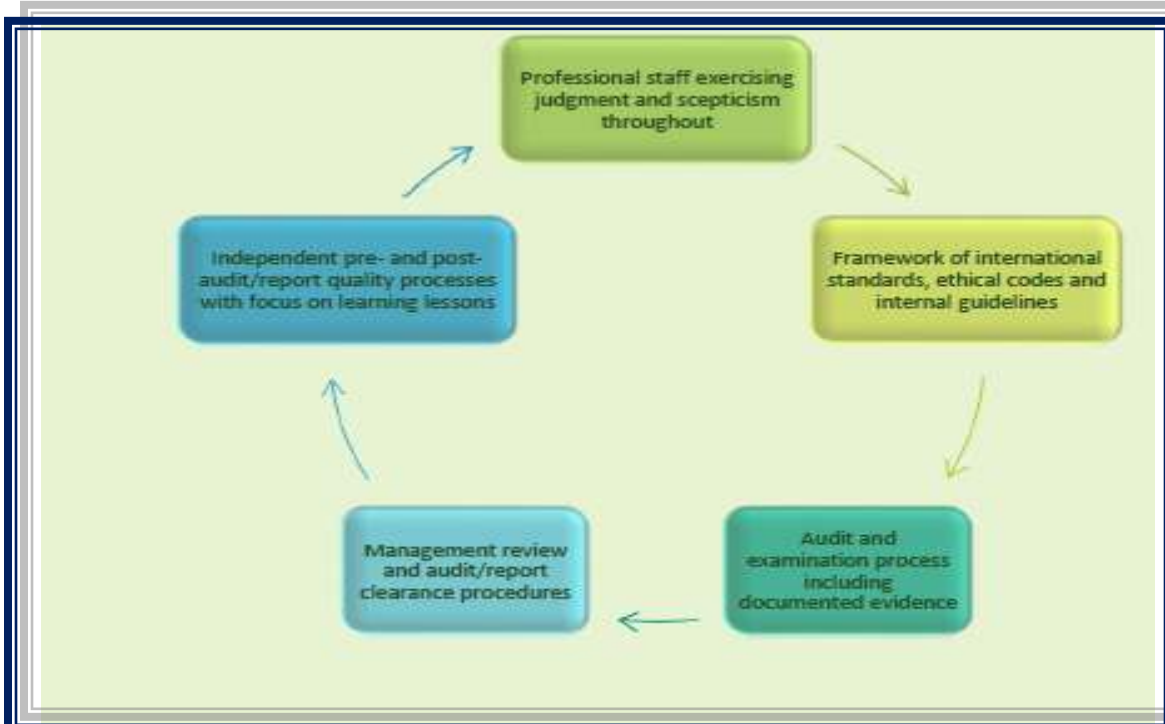 Professional staff exercising
judgment and scepticism
throughout
Framework of international
standards, ethical codes and
internal guidelines
Audit and
examination process
including
documented evidence
Management review
and audit/report
clearance procedures
Independent pre- and post-
audit/report quality processes
with focus on learning lessons